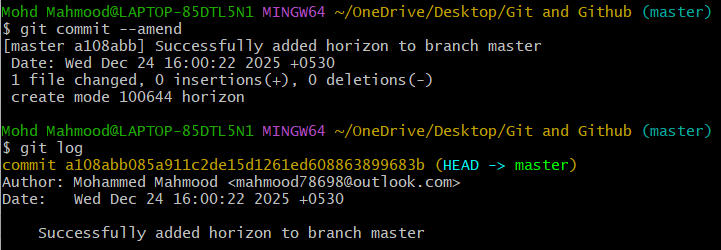 Mohd Mahmood@LAPTOP-85DTL5N1 MINGW64 ~/OneDrive/Desktop/Git and Github (master)
$ git commit --amend
[master a108abb] Successfully added horizon to branch master
 Date: Wed Dec 24 16:00:22 2025 +0530
 1 file changed, 0 insertions(+), 0 deletions(-)
 create mode 100644 horizon
Mohd Mahmood@LAPTOP-85DTL5N1 MINGW64 ~/OneDrive/Desktop/Git and Github (master)
$ git log
commit a108abb085a911c2de15d1261ed608863899683b (HEAD -> master)
Author: Mohammed Mahmood <mahmood78698@outlook.com>
Date:   Wed Dec 24 16:00:22 2025 +0530
    Successfully added horizon to branch master